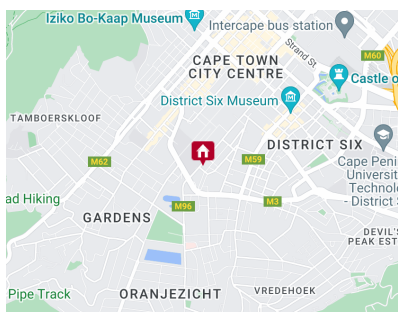 Iziko Bo-Kaap Museum
Intercape bus station
Strand St.
M60
CAPE TOWN
CITY CENTRE
Castle o
District Six Museum
TAMBOERSKLOOF
DISTRICT SIX
M62
M59
Cape Peni
Universit
Technolo
- District S
ad Hiking
M96
M3
GARDENS
DEVIL'S
PEAK EST
Pipe Track
ORANJEZICHT
VREDEHOEK